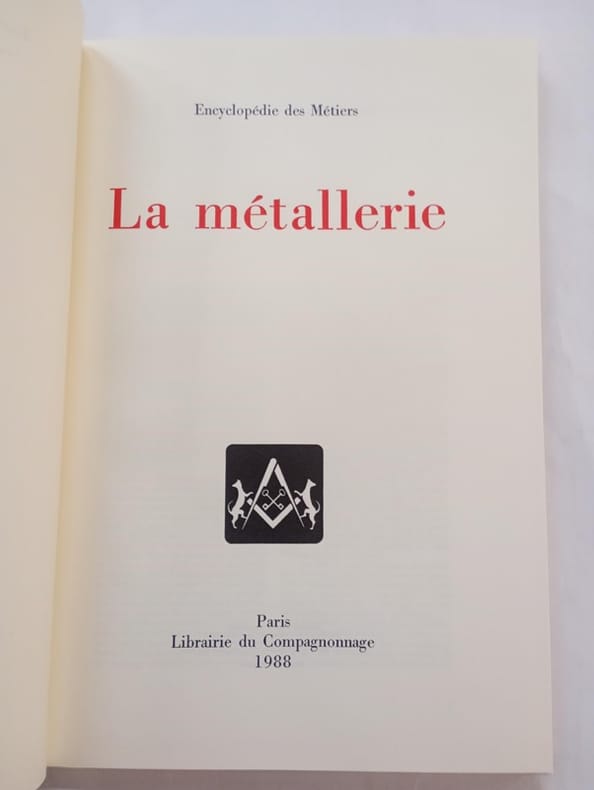 Encyclopédie des Métiers
La métallerie
Paris
Librairie du Compagnonnage
1988